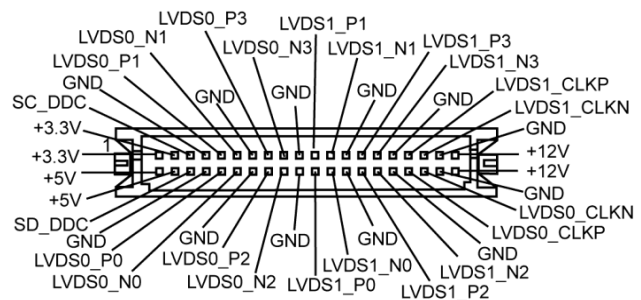 LVDS1_P1
LVDS0_P3
LVDS0_N1
LVDS0_N3
LVDS1_N1
LVDS1_P3
LVDS0_P1
LVDS1_N3
GND
GND
GND
GND
GND
LVDS1_CLKP
SC_DDC
LVDS1_CLKN
+3.3V
GND
1
+3.3V
+12V
+5V
+12V
+5V
GND
SD_DDC
LVDS0_CLKN
GND
GND
GND
GND
LVDS0_CLKP
LVDS0_P0
LVDS0_P2
LVDS1_N0
GND
LVDS0_N0
LVDS0_N2
LVDS1_P0
LVDS1_N2
LVDS1_P2